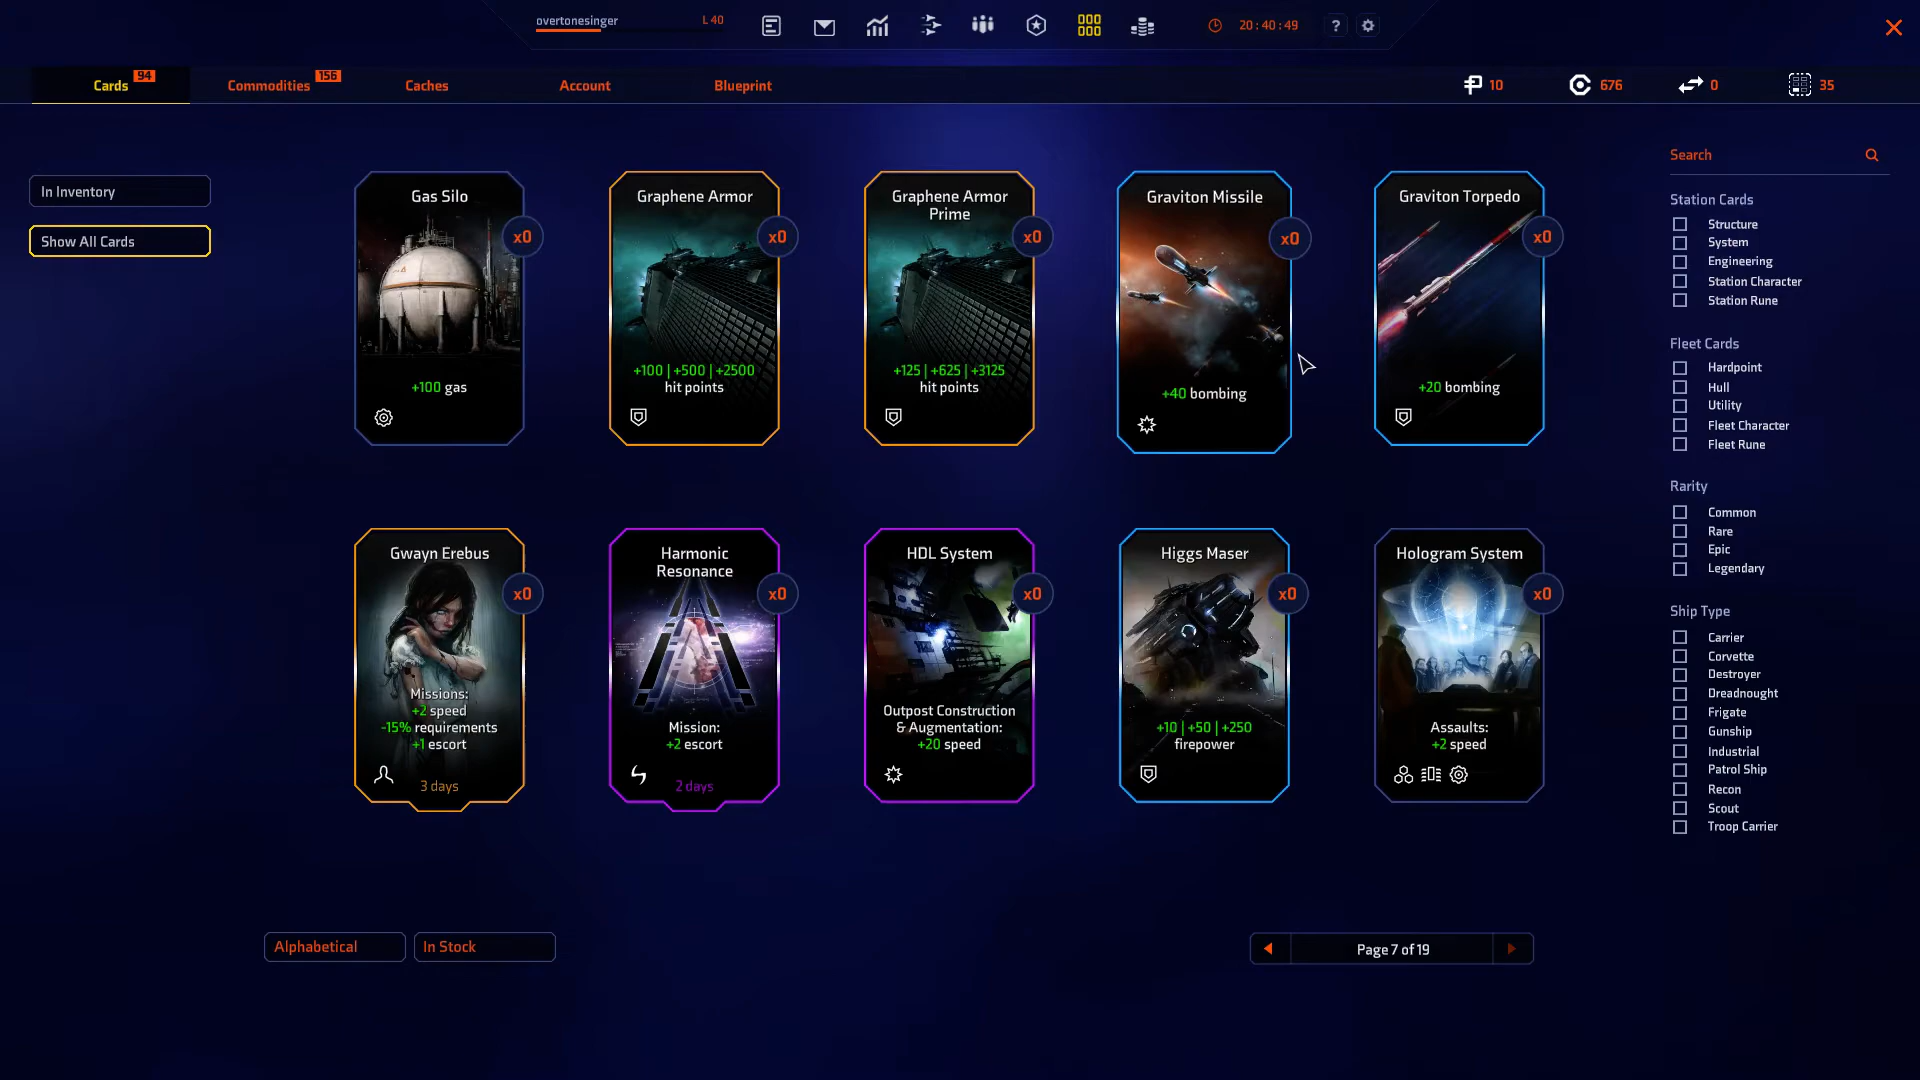 overtonesinger
L 40
20:40:49
?
Cards
94
Commodities
156
Caches
Account
Blueprint
10
676
0
35
In Inventory
Show All Cards
Gas Silo
x0
+100 gas
Graphene Armor
x0
+100 | +500 | +2500
hit points
Graphene Armor
Prime
x0
+125 | +625 | +3125
hit points
Graviton Missile
x0
+40 bombing
Graviton Torpedo
x0
+20 bombing
Gwayn Erebus
x0
Missions:
+2 speed
-15% requirements
+1 escort
3 days
Harmonic
Resonance
x0
Mission:
+2 escort
2 days
HDL System
x0
Outpost Construction
& Augmentation:
+20 speed
Higgs Maser
x0
+10 | +50 | +250
firepower
Hologram System
x0
Assaults:
+2 speed
Search
Station Cards
Structure
System
Engineering
Station Character
Station Rune
Fleet Cards
Hardpoint
Hull
Utility
Fleet Character
Fleet Rune
Rarity
Common
Rare
Epic
Legendary
Ship Type
Carrier
Corvette
Destroyer
Dreadnought
Frigate
Gunship
Industrial
Patrol Ship
Recon
Scout
Troop Carrier
Alphabetical
In Stock
Page 7 of 19